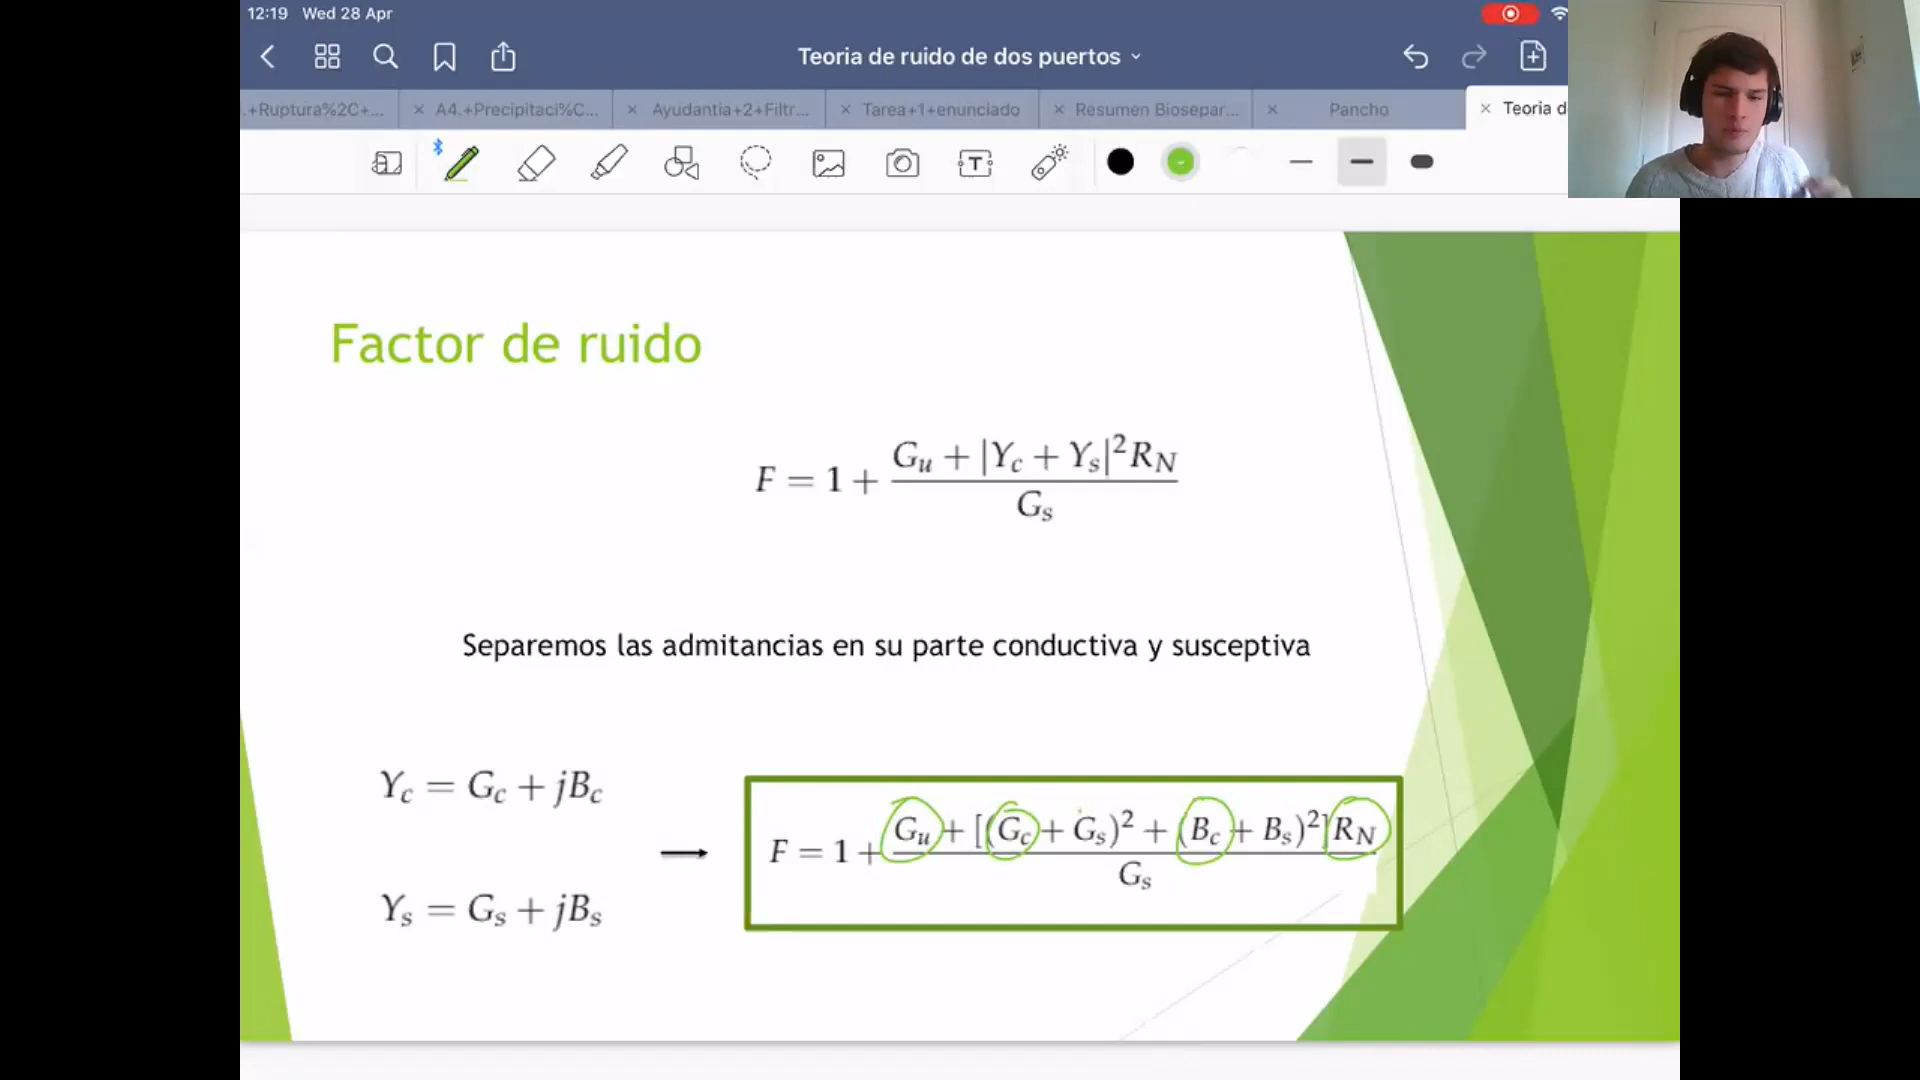 12:19 Wed 28 Apr
Teoria de ruido de dos puertos
.+Ruptura%2C+... × A4.+Precipitaci%C... × Ayudantia+2+Filtr... × Tarea+1+enunciado × Resumen Biosepar... × Pancho × Teoria d
T
Factor de ruido
F = 1 + \frac{G_u + |Y_c + Y_s|^2 R_N}{G_s}
Separemos las admitancias en su parte conductiva y susceptiva
Y_c = G_c + jB_c
F = 1 + \frac{G_u + [(G_c + G_s)^2 + (B_c + B_s)^2] R_N}{G_s}
Y_s = G_s + jB_s